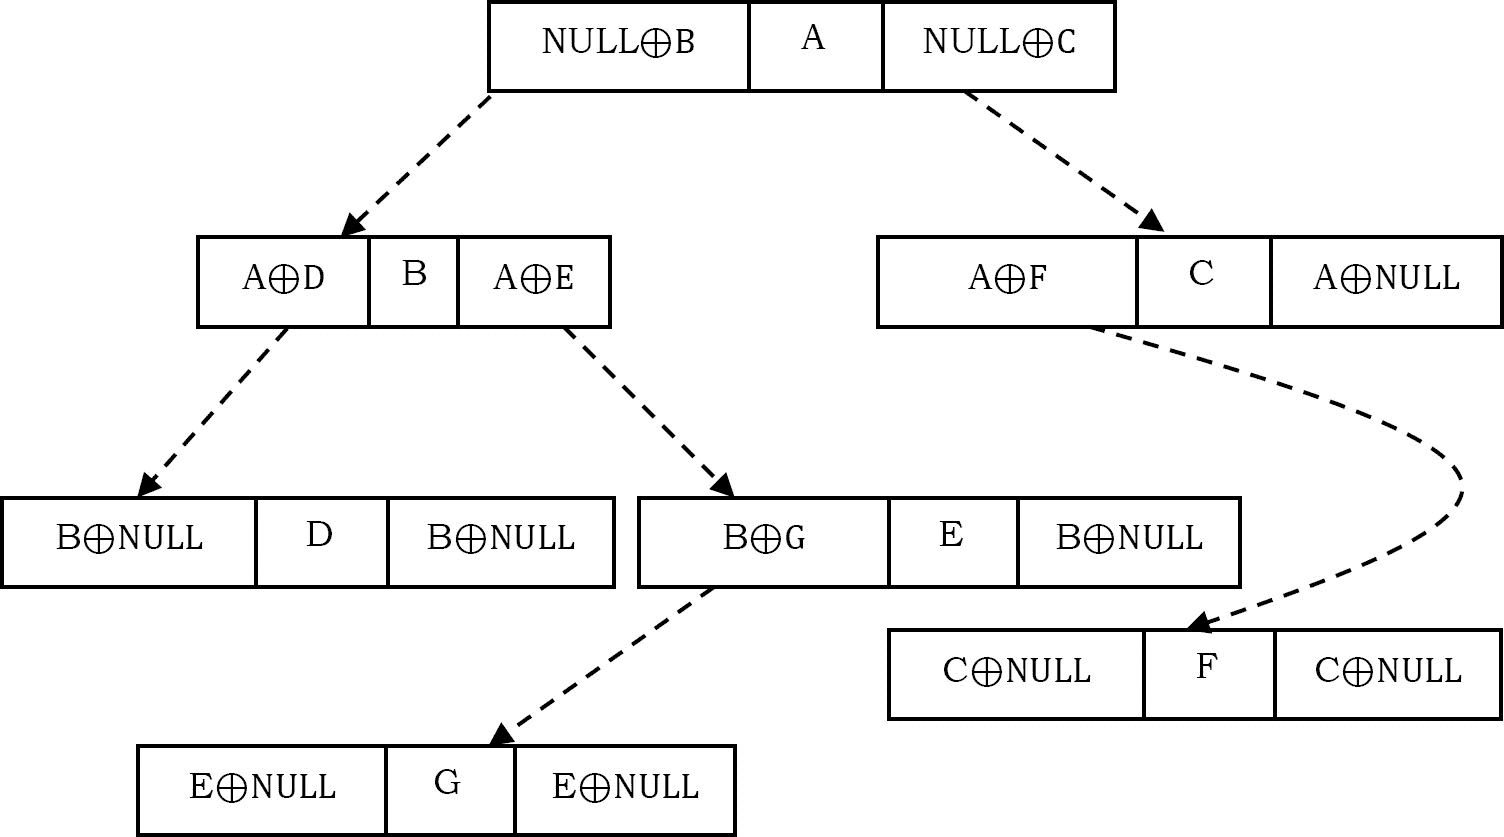 NULL⊕B A NULL⊕C
A⊕D B A⊕E
A⊕F C A⊕NULL
B⊕NULL D B⊕NULL
B⊕G E B⊕NULL
C⊕NULL F C⊕NULL
E⊕NULL G E⊕NULL